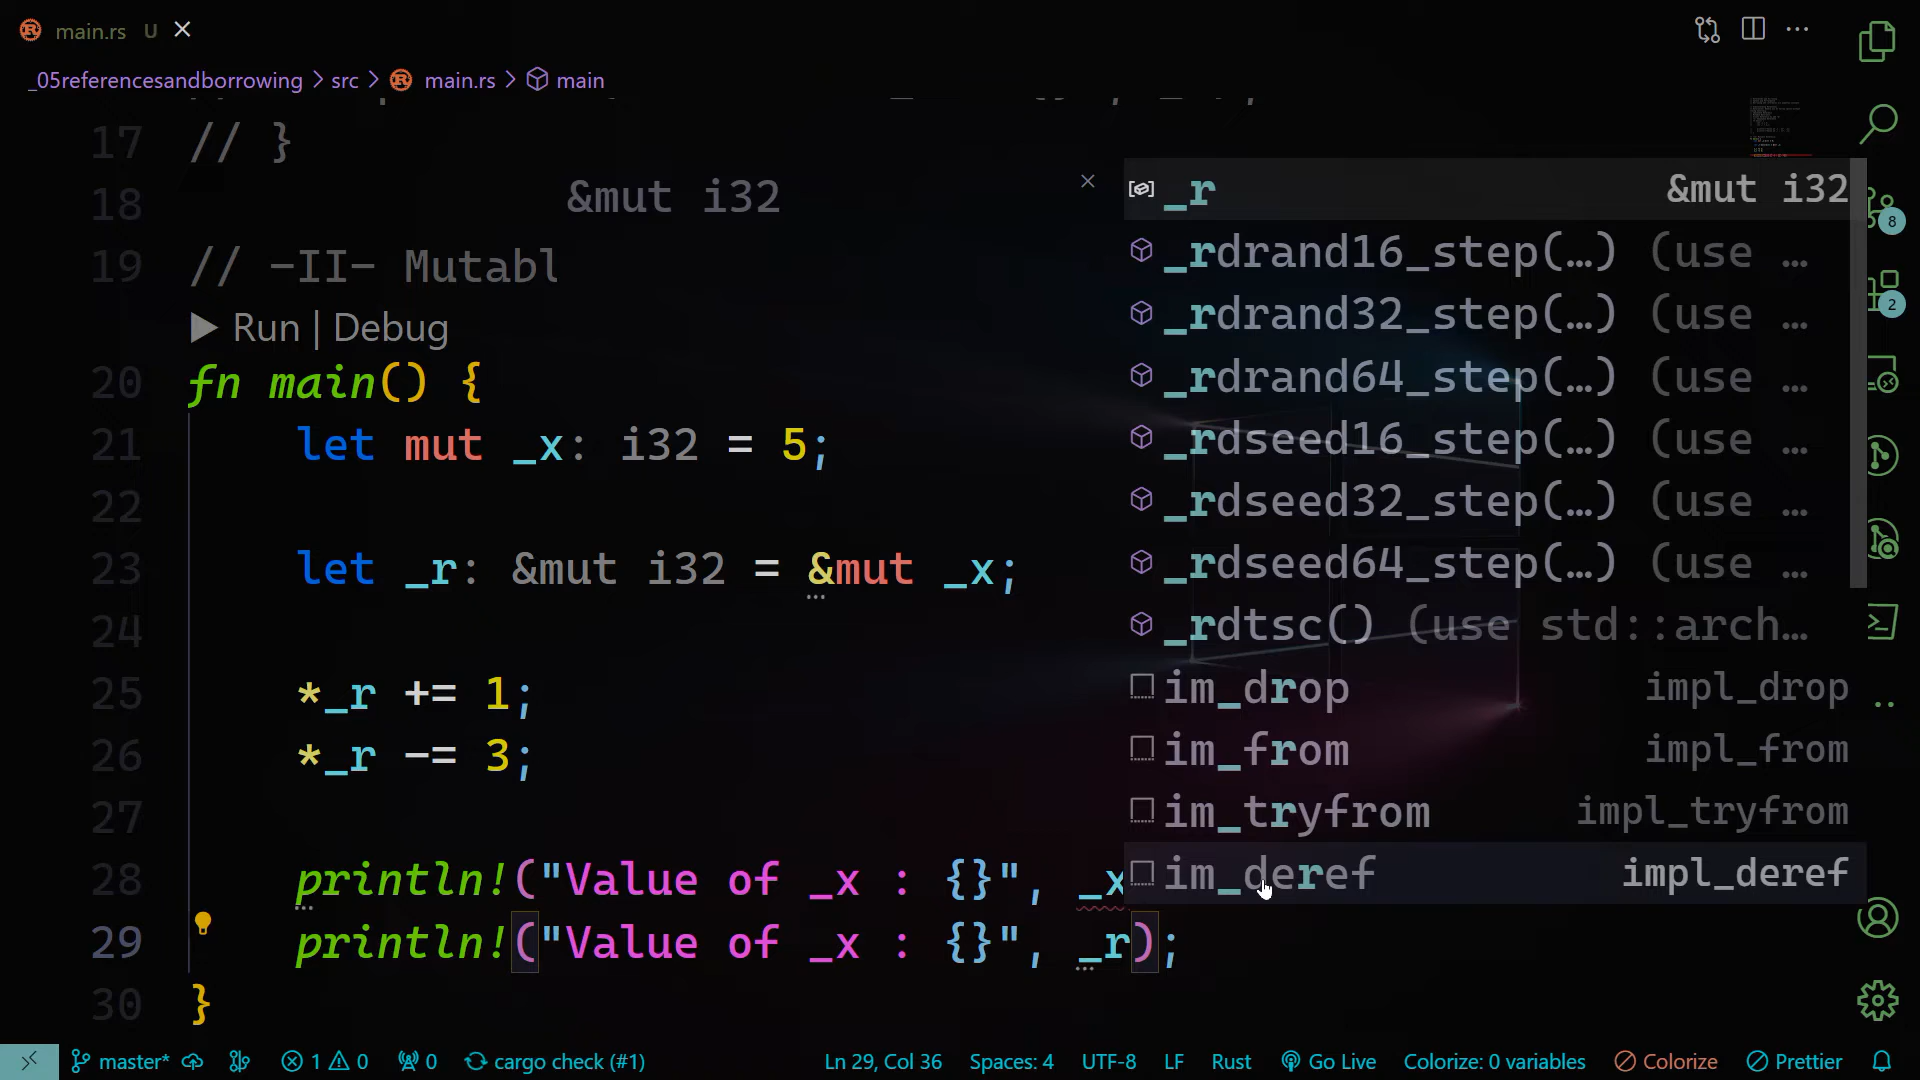 main.rs U
_05referencesandborrowing > src > main.rs > main
17 // }
18
&mut i32
19 // -II- Mutabl
Run | Debug
20 fn main() {
21 let mut _x: i32 = 5;
22
23 let _r: &mut i32 = &mut _x;
24
25 *_r += 1;
26 *_r -= 3;
27
28 println!("Value of _x : {}", _x
29 println!("Value of _x : {}", _r);
30 }
_r &mut i32
_rdrand16_step(…) (use …
_rdrand32_step(…) (use …
_rdrand64_step(…) (use …
_rdseed16_step(…) (use …
_rdseed32_step(…) (use …
_rdseed64_step(…) (use …
_rdtsc() (use std::arch…
im_drop impl_drop
im_from impl_from
im_tryfrom impl_tryfrom
im_deref impl_deref
8
2
master* 1 0 0 cargo check (#1) Ln 29, Col 36 Spaces: 4 UTF-8 LF Rust Go Live Colorize: 0 variables Colorize Prettier